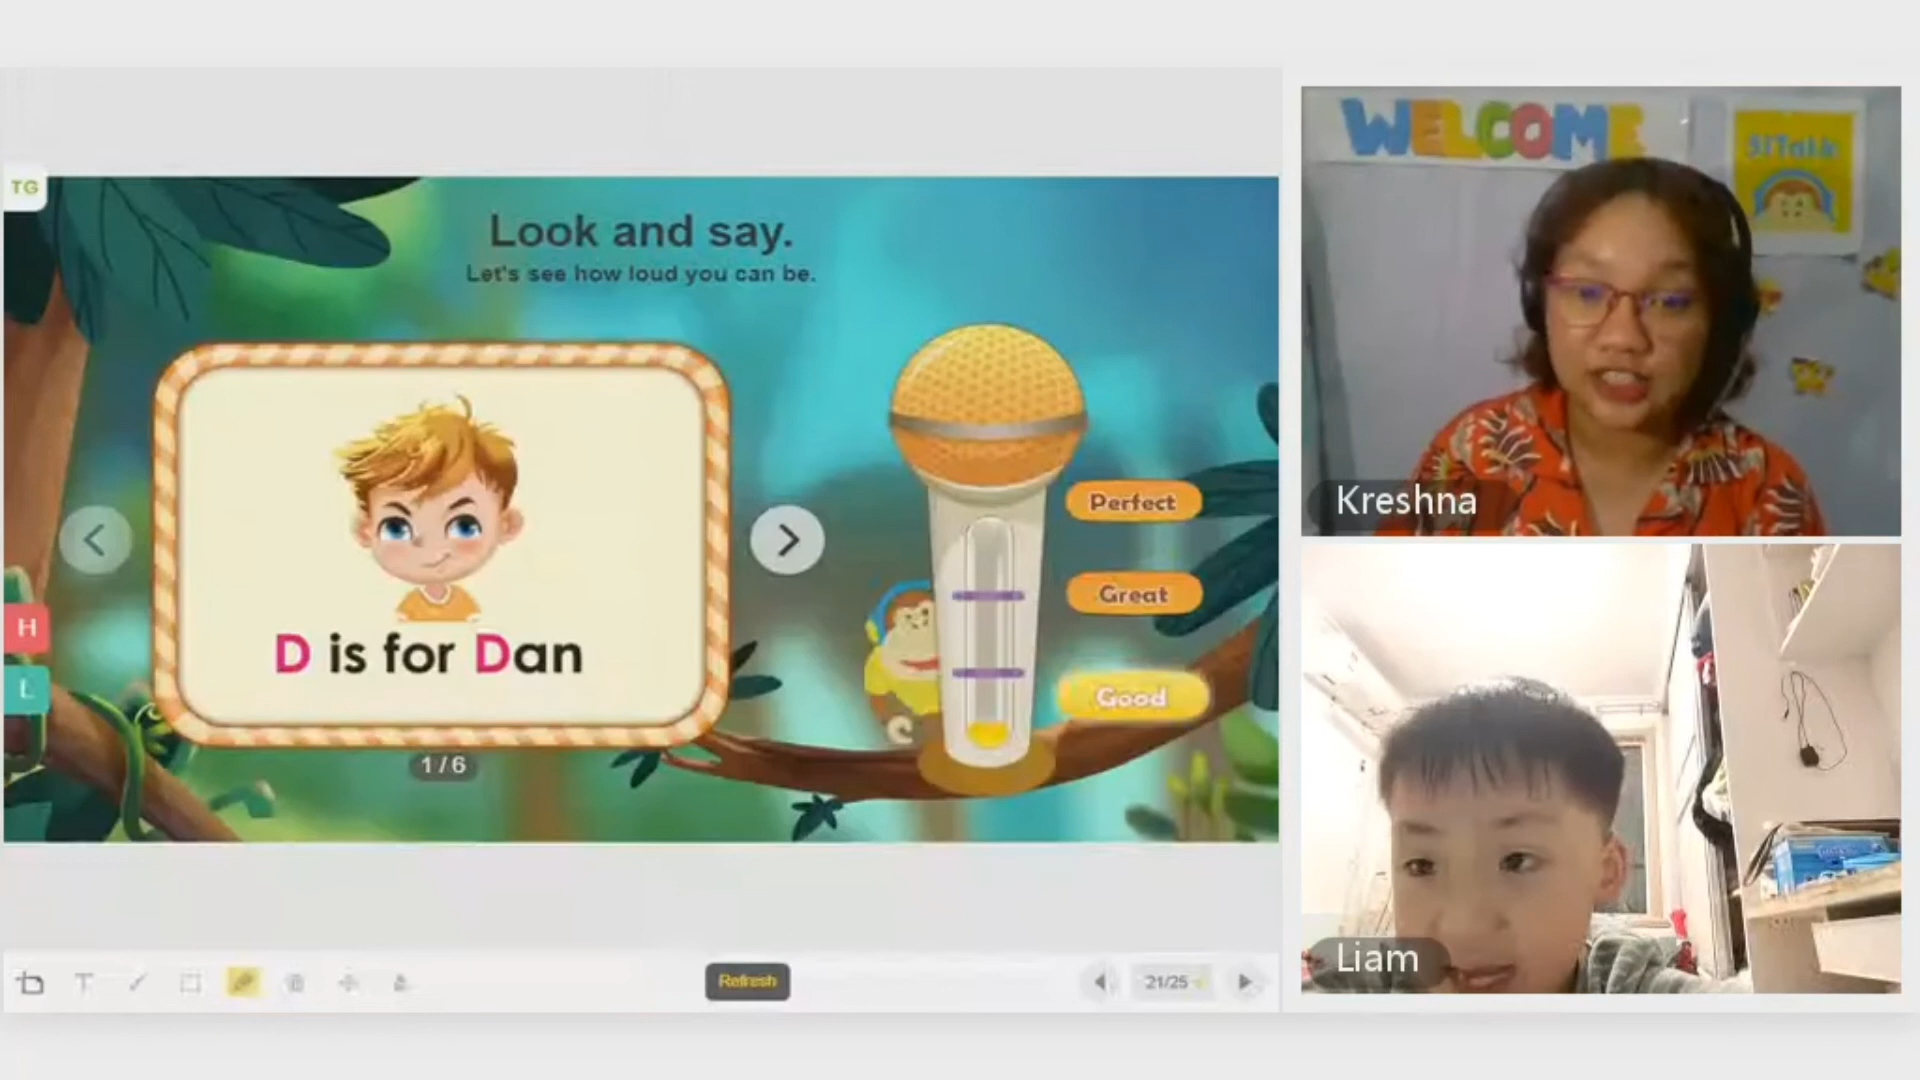 TG
Look and say.
Let's see how loud you can be.
D is for Dan
1 / 6
Perfect
Great
Good
H
L
Refresh
21/25
WELCOME
51Talk
Kreshna
Liam